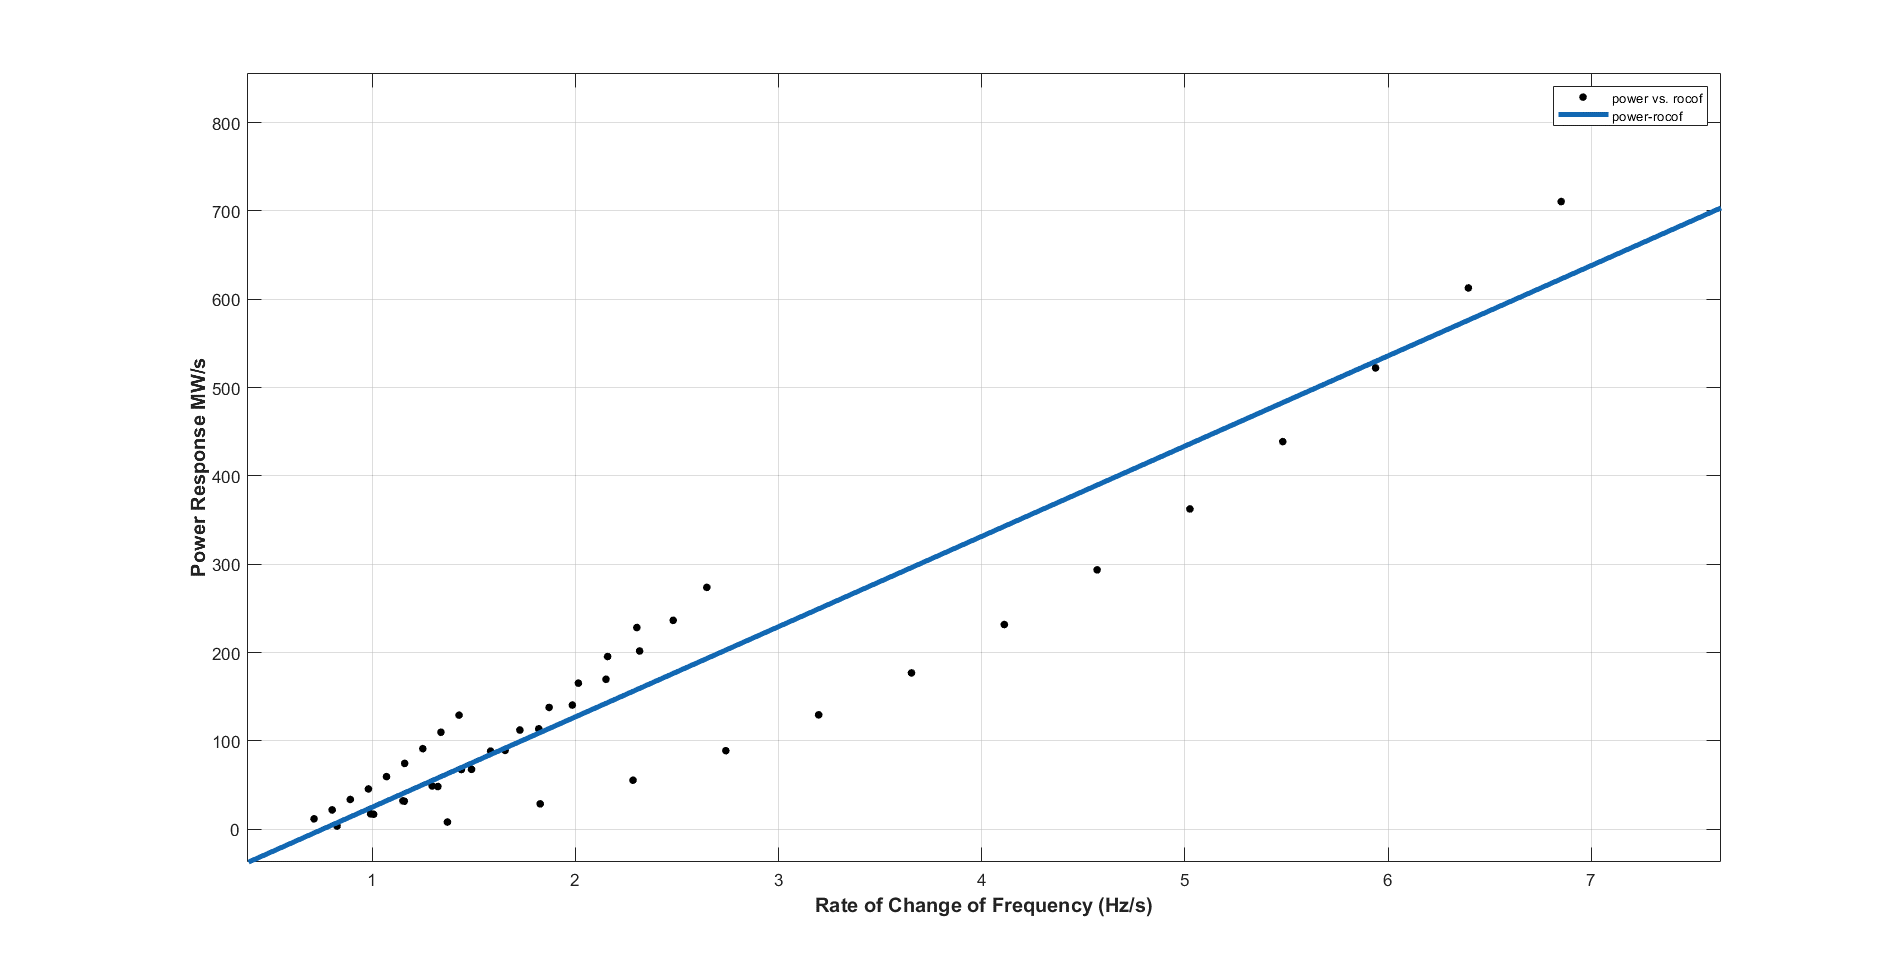 power vs. rocof
power-rocof
800
700
600
500
400
300
200
100
0
Power Response MW/s
1 2 3 4 5 6 7
Rate of Change of Frequency (Hz/s)